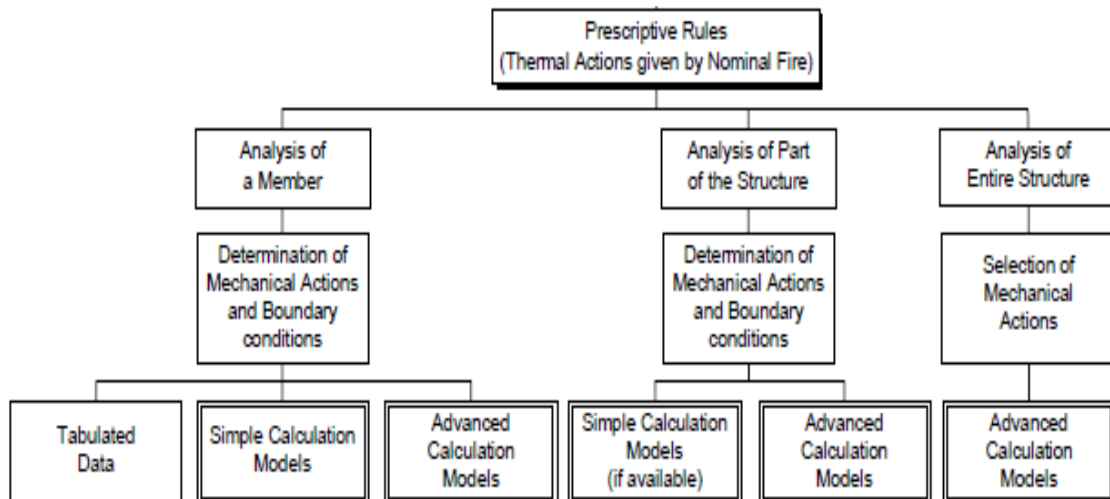 Prescriptive Rules
(Thermal Actions given by Nominal Fire)
Analysis of
a Member
Analysis of Part
of the Structure
Analysis of
Entire Structure
Determination of
Mechanical Actions
and Boundary
conditions
Determination of
Mechanical Actions
and Boundary
conditions
Selection of
Mechanical
Actions
Tabulated
Data
Simple Calculation
Models
Advanced
Calculation
Models
Simple Calculation
Models
(if available)
Advanced
Calculation
Models
Advanced
Calculation
Models